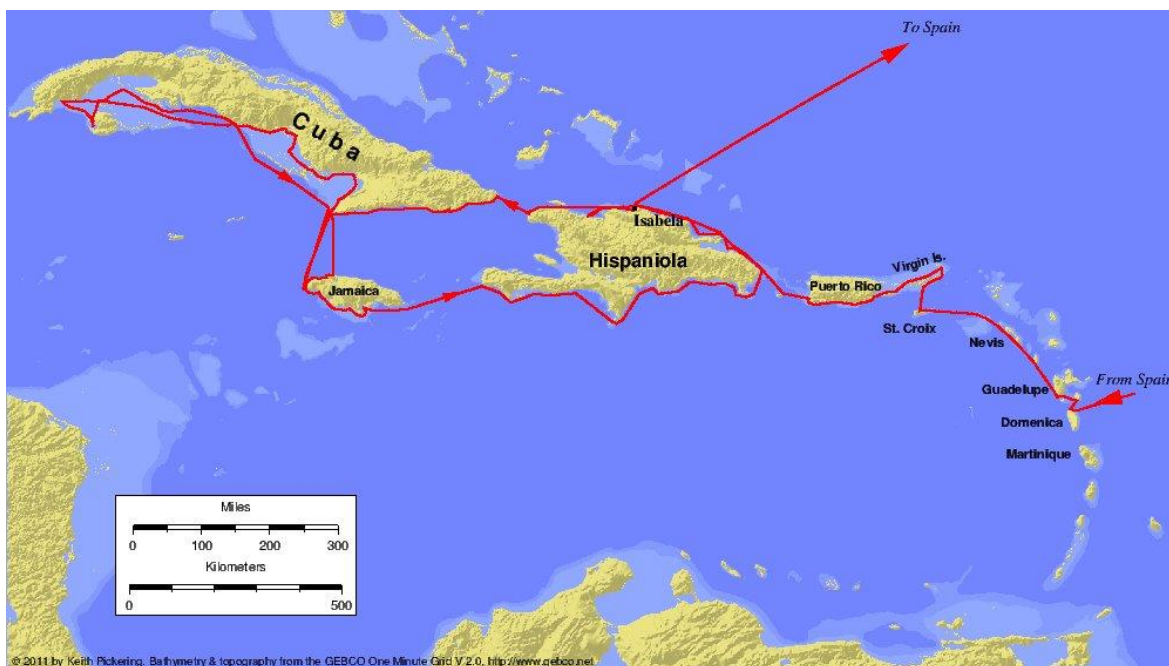 To Spain
Cuba
Isabela
Hispaniola
Virgin Is.
Puerto Rico
Jamaica
St. Croix
Nevis
From Spain
Guadelupe
Domenica
Martinique
Miles
0 100 200 300
Kilometers
0 500
© 2011 by Keith Pickering. Bathymetry & topography from the GEBCO One Minute Grid V 2.0, http://www.gebco.net